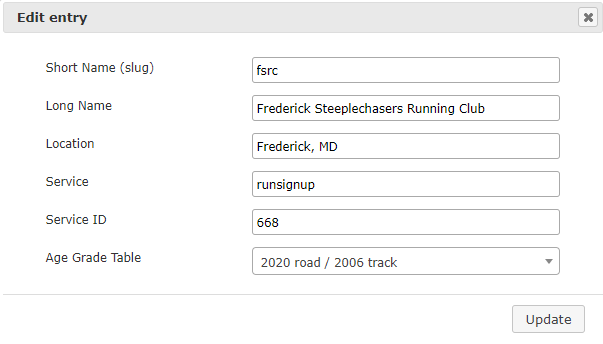 Edit entry
Short Name (slug) fsrc
Long Name Frederick Steeplechasers Running Club
Location Frederick, MD
Service runsignup
Service ID 668
Age Grade Table 2020 road / 2006 track
Update